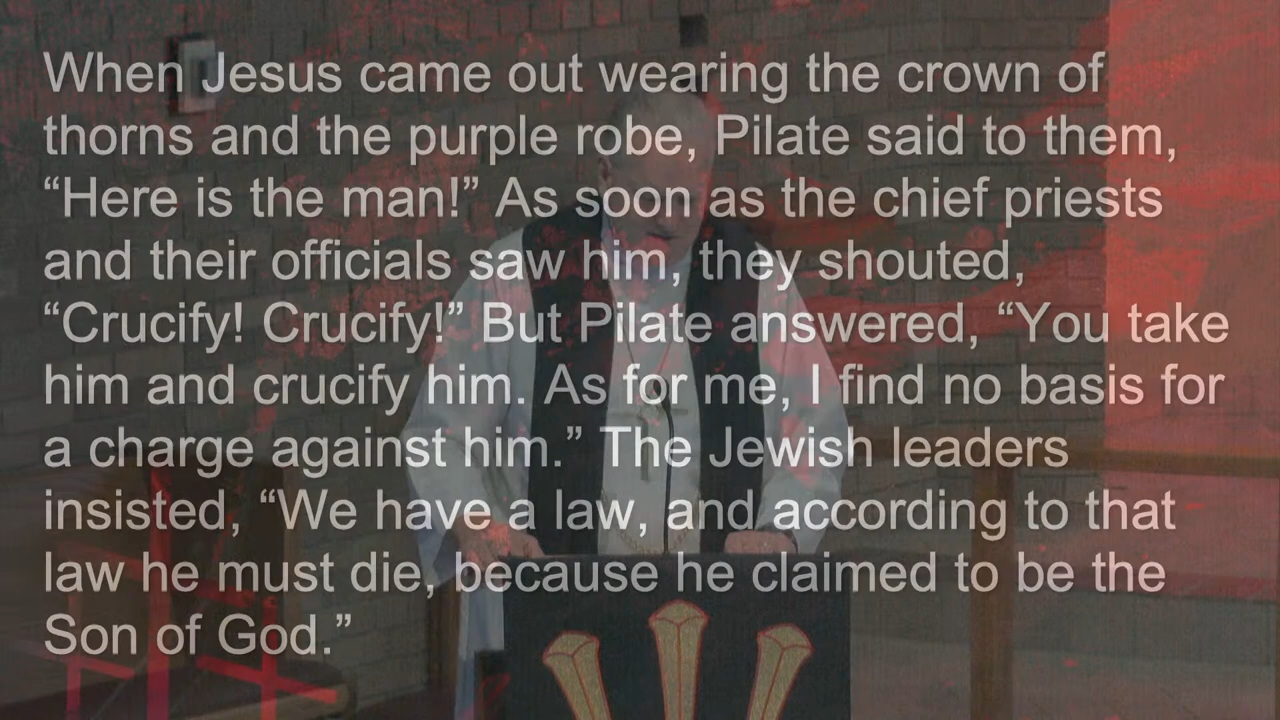 When Jesus came out wearing the crown of
thorns and the purple robe, Pilate said to them,
“Here is the man!” As soon as the chief priests
and their officials saw him, they shouted,
“Crucify! Crucify!” But Pilate answered, “You take
him and crucify him. As for me, I find no basis for
a charge against him.” The Jewish leaders
insisted, “We have a law, and according to that
law he must die, because he claimed to be the
Son of God.”